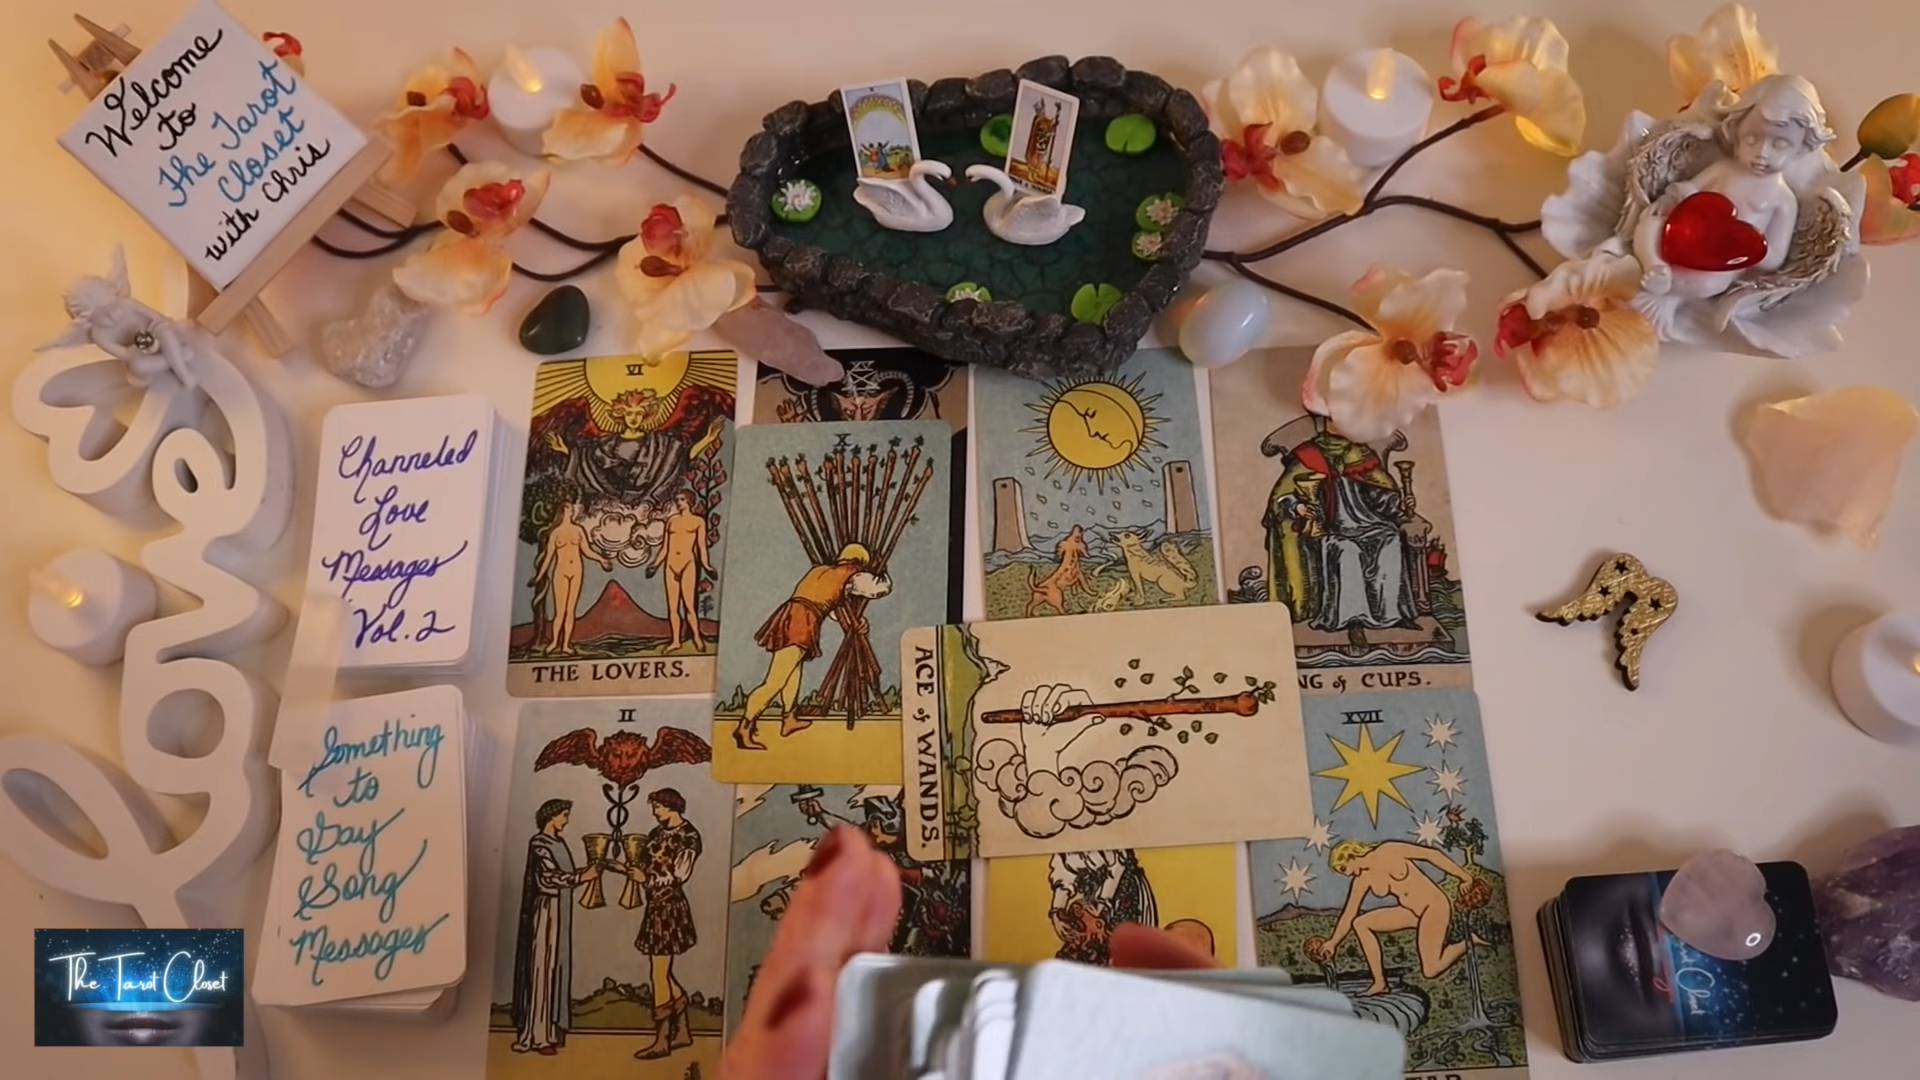 Welcome
to
the Tarot
Closet
with Chris
Channeled
Love
Messages
Vol. 2
Something
to
Say
Song
Messages
VI
THE LOVERS.
X
ACE of WANDS.
NG of CUPS.
II
XVII
TAR
Love
The Tarot Closet